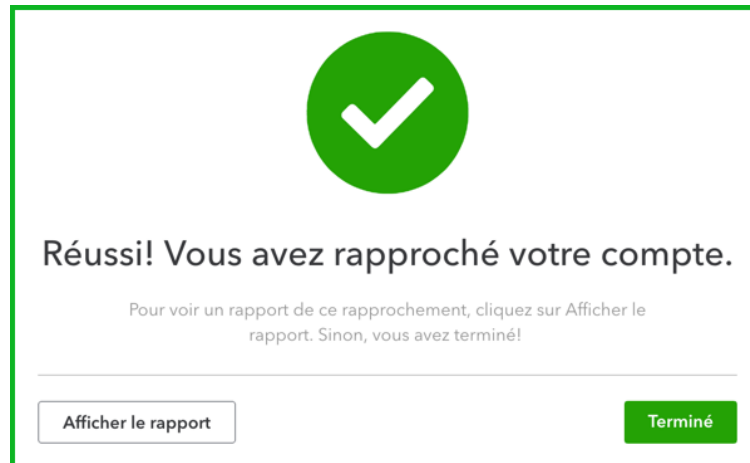 Réussi! Vous avez rapproché votre compte.
Pour voir un rapport de ce rapprochement, cliquez sur Afficher le
rapport. Sinon, vous avez terminé!
Afficher le rapport
Terminé